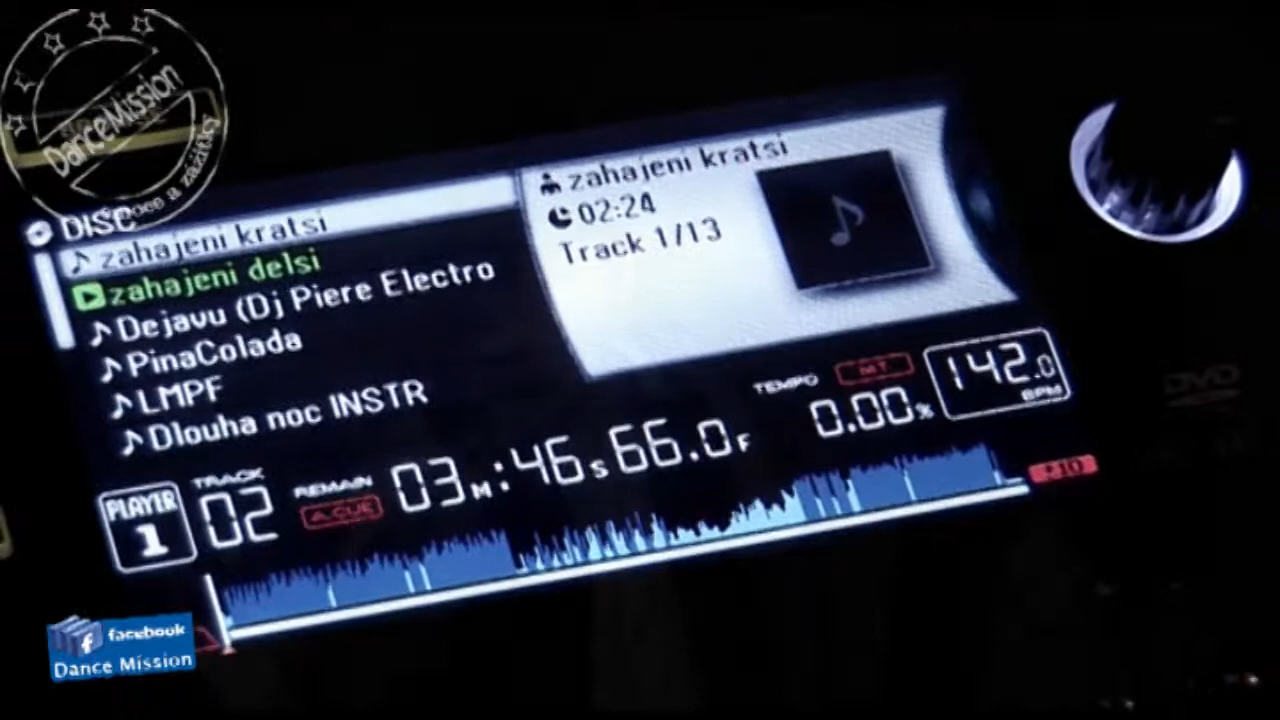 DanceMission
DISC
zahajeni kratsi
zahajeni delsi
Dejavu (Dj Piere Electro
PinaColada
LMPF
Dlouha noc INSTR
zahajeni kratsi
02:24
Track 1/13
PLAYER
1
TRACK
02
REMAIN
A.CUE
03M:46S66.0F
TEMPO
MT
0.00%
142.0
BPM
±10
DVD
facebook
Dance Mission